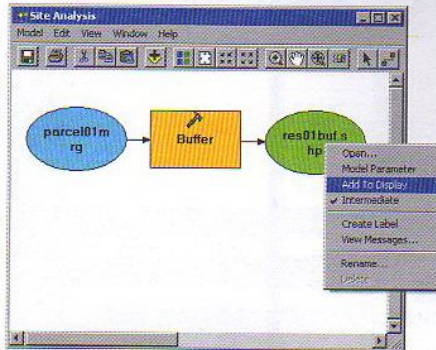 Site Analysis
Model Edit View Window Help
parcel01m
rg
Buffer
res01buf.s
hp
Open...
Model Parameter
Add To Display
Intermediate
Create Label
View Messages...
Rename...
Delete